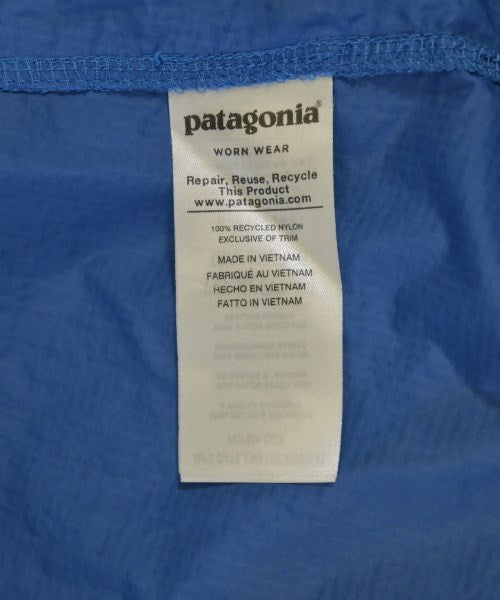 patagonia®
WORN WEAR
Repair, Reuse, Recycle
This Product
www.patagonia.com
100% RECYCLED NYLON
EXCLUSIVE OF TRIM
MADE IN VIETNAM
FABRIQUÉ AU VIETNAM
HECHO EN VIETNAM
FATTO IN VIETNAM